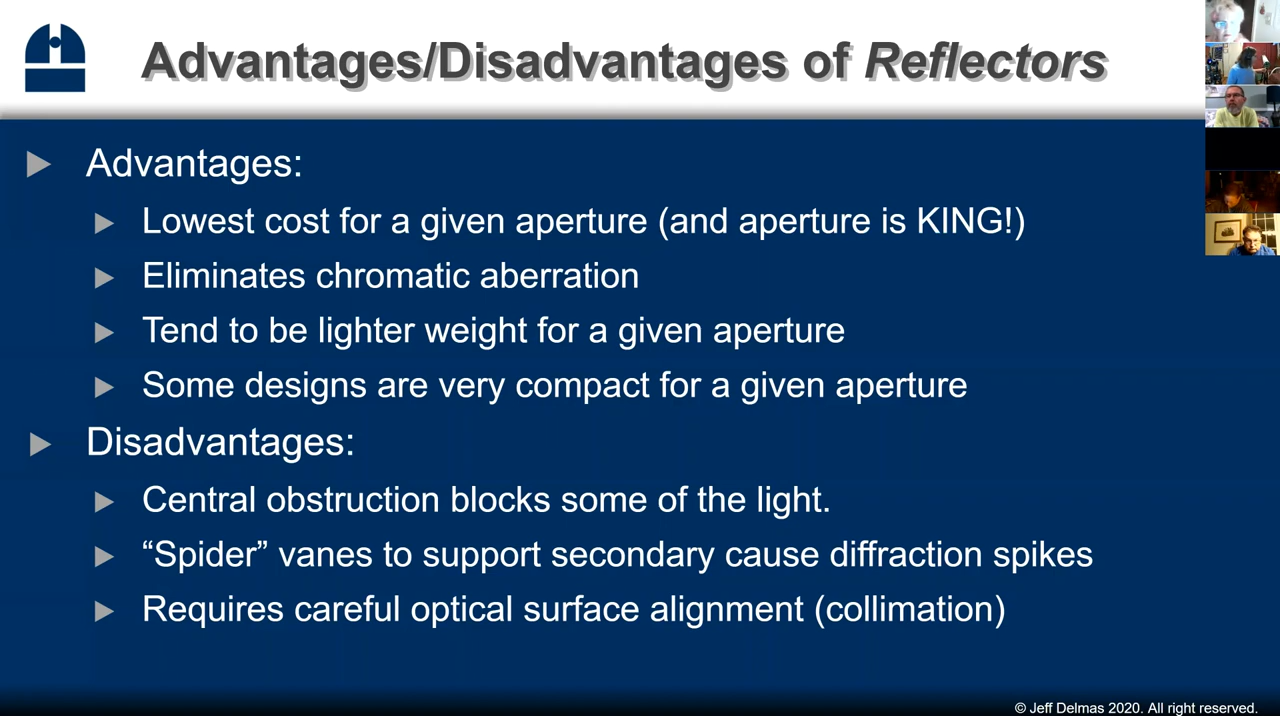 Advantages/Disadvantages of Reflectors
Advantages:
Lowest cost for a given aperture (and aperture is KING!)
Eliminates chromatic aberration
Tend to be lighter weight for a given aperture
Some designs are very compact for a given aperture
Disadvantages:
Central obstruction blocks some of the light.
“Spider” vanes to support secondary cause diffraction spikes
Requires careful optical surface alignment (collimation)
© Jeff Delmas 2020. All right reserved.